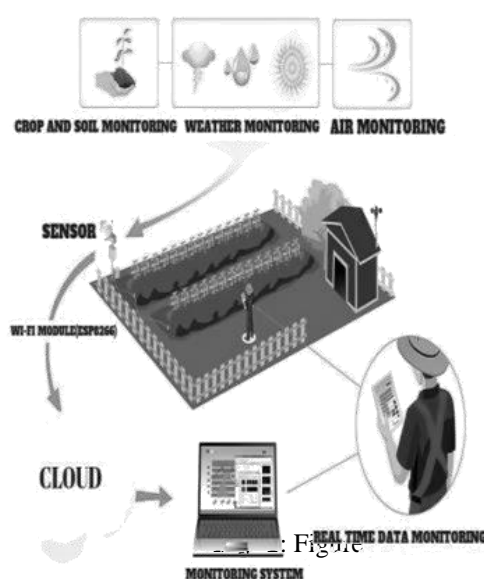 CROP AND SOIL MONITORING WEATHER MONITORING AIR MONITORING
SENSOR
WI-FI MODULE(ESP8266)
CLOUD
: Figure
REAL TIME DATA MONITORING
MONITORING SYSTEM